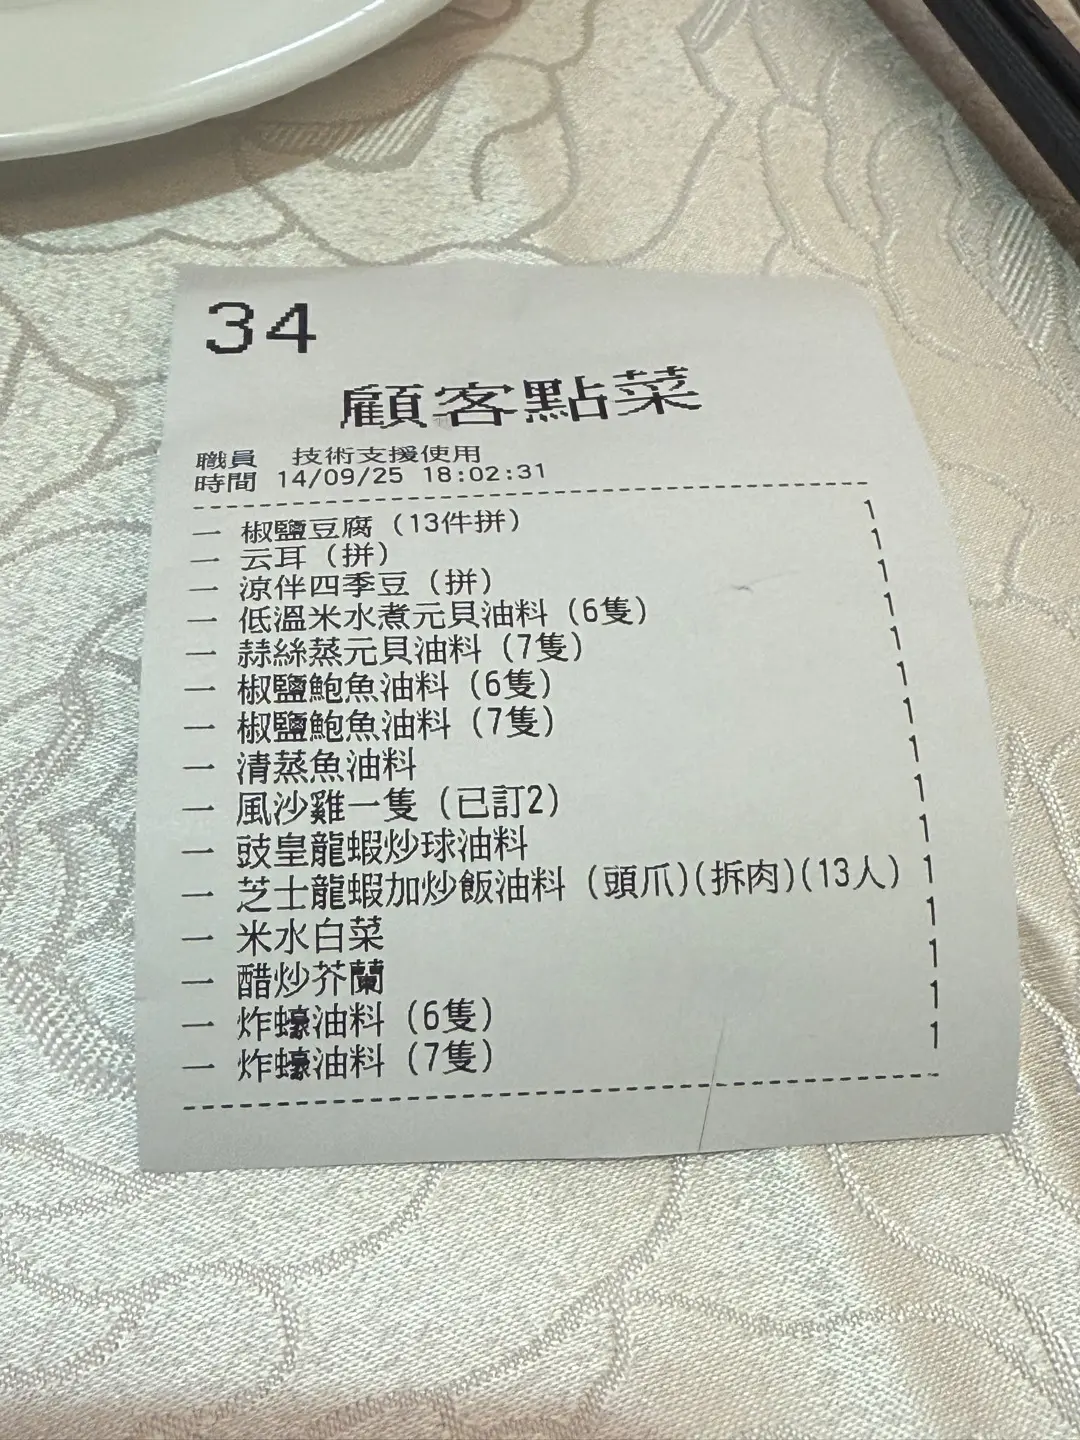 34
顧客點菜
職員 技術支援使用
時間 14/09/25 18:02:31
一 椒鹽豆腐 (13件拼) 1
一 云耳 (拼) 1
一 涼伴四季豆 (拼) 1
一 低溫米水煮元貝油料 (6隻) 1
一 蒜絲蒸元貝油料 (7隻) 1
一 椒鹽鮑魚油料 (6隻) 1
一 椒鹽鮑魚油料 (7隻) 1
一 清蒸魚油料 1
一 風沙雞一隻 (已訂2) 1
一 豉皇龍蝦炒球油料 1
一 芝士龍蝦加炒飯油料 (頭爪)(拆肉)(13人) 1
一 米水白菜 1
一 醋炒芥蘭 1
一 炸蠔油料 (6隻) 1
一 炸蠔油料 (7隻) 1